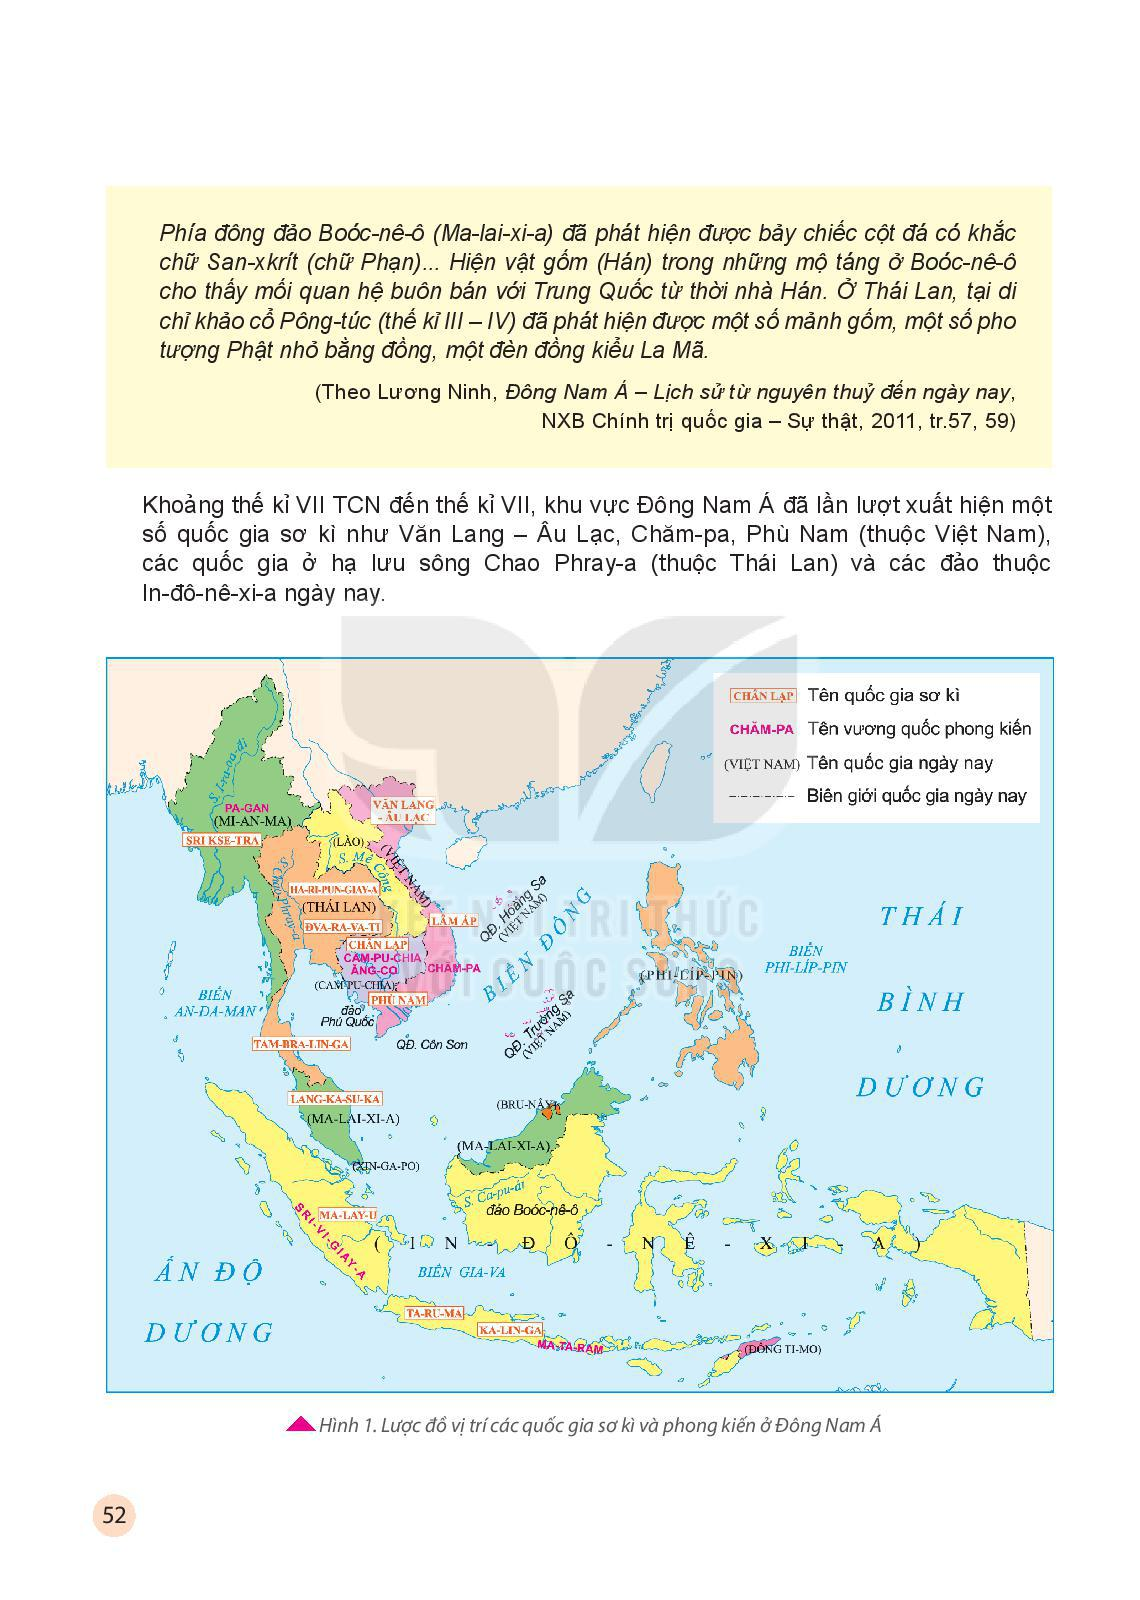 Phía đông đảo Boóc-nê-ô (Ma-lai-xi-a) đã phát hiện được bảy chiếc cột đá có khắc
chữ San-xkrít (chữ Phạn)... Hiện vật gốm (Hán) trong những mộ táng ở Boóc-nê-ô
cho thấy mối quan hệ buôn bán với Trung Quốc từ thời nhà Hán. Ở Thái Lan, tại di
chỉ khảo cổ Pông-túc (thế kỉ III – IV) đã phát hiện được một số mảnh gốm, một số pho
tượng Phật nhỏ bằng đồng, một đèn đồng kiểu La Mã.
(Theo Lương Ninh, Đông Nam Á – Lịch sử từ nguyên thuỷ đến ngày nay,
NXB Chính trị quốc gia – Sự thật, 2011, tr.57, 59)
Khoảng thế kỉ VII TCN đến thế kỉ VII, khu vực Đông Nam Á đã lần lượt xuất hiện một
số quốc gia sơ kì như Văn Lang – Âu Lạc, Chăm-pa, Phù Nam (thuộc Việt Nam),
các quốc gia ở hạ lưu sông Chao Phray-a (thuộc Thái Lan) và các đảo thuộc
In-đô-nê-xi-a ngày nay.
CHÂN LẠP Tên quốc gia sơ kì
CHĂM-PA Tên vương quốc phong kiến
(VIỆT NAM) Tên quốc gia ngày nay
Biên giới quốc gia ngày nay
S. I-ra-oa-đi
PA-GAN
(MI-AN-MA)
SRI KSE-TRA
VĂN LANG
- ÂU LẠC
(LÀO)
S. Mê Công
(VIỆT NAM)
S. Chao Phray-a
HA-RI-PUN-GIAY-A
(THÁI LAN)
ĐVA-RA-VA-TI
LÂM ẤP
CHÂN LẠP
CAM-PU-CHIA
ĂNG-CO
CHĂM-PA
(CAM-PU-CHIA)
PHÙ NAM
đảo
Phú Quốc
QĐ. Côn Sơn
QĐ. Hoàng Sa
(VIỆT NAM)
BIỂN ĐÔNG
QĐ. Trường Sa
(VIỆT NAM)
(PHI-LÍP-PIN)
BIỂN
PHI-LÍP-PIN
THÁI
BÌNH
DƯƠNG
BIỂN
AN-ĐA-MAN
TAM-BRA-LIN-GA
LANG-KA-SU-KA
(MA-LAI-XI-A)
(XIN-GA-PO)
(BRU-NÂY)
(MA-LAI-XI-A)
S. Ca-pu-át
đảo Boóc-nê-ô
MA-LAY-U
SRI-VI-GIAY-A
(IN-ĐÔ-NÊ-XI-A)
BIỂN GIA-VA
ẤN ĐỘ
DƯƠNG
TA-RU-MA
KA-LIN-GA
MA-TA-RAM
(ĐÔNG TI-MO)
KẾT NỐI TRI THỨC
VỚI CUỘC SỐNG
Hình 1. Lược đồ vị trí các quốc gia sơ kì và phong kiến ở Đông Nam Á
52